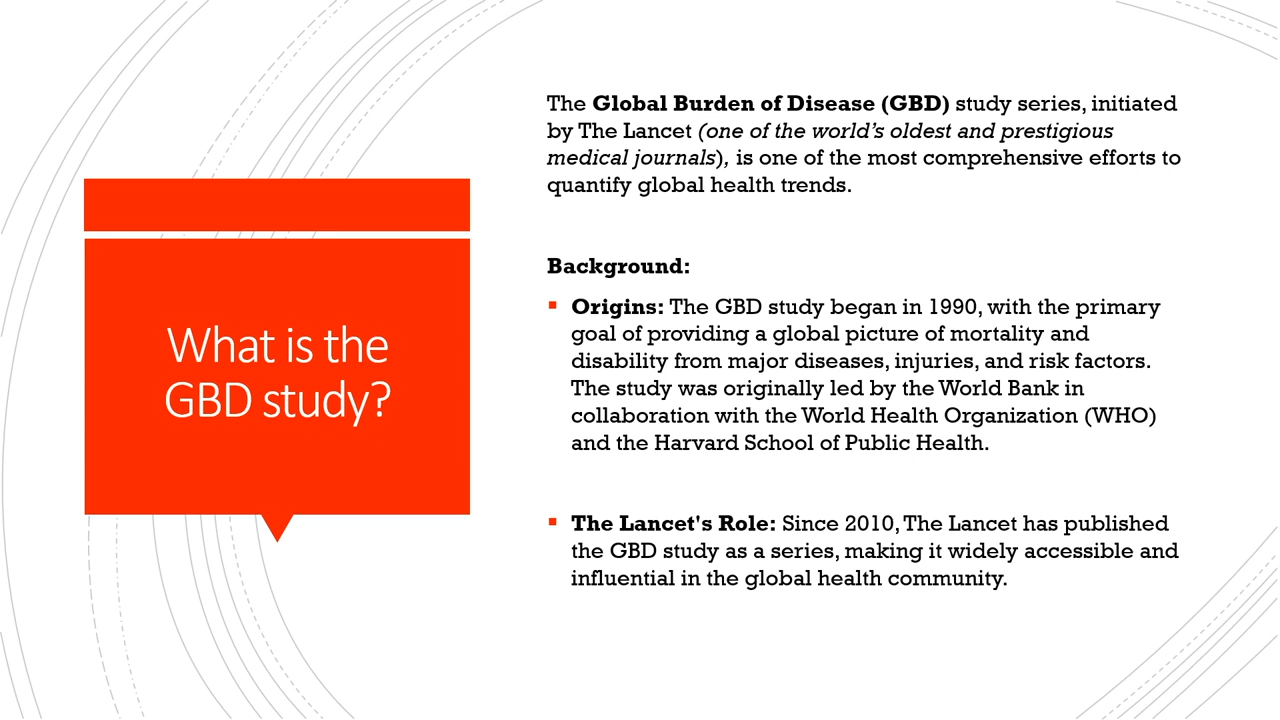 What is the
GBD study?
The Global Burden of Disease (GBD) study series, initiated
by The Lancet (one of the world’s oldest and prestigious
medical journals), is one of the most comprehensive efforts to
quantify global health trends.
Background:
▪ Origins: The GBD study began in 1990, with the primary
goal of providing a global picture of mortality and
disability from major diseases, injuries, and risk factors.
The study was originally led by the World Bank in
collaboration with the World Health Organization (WHO)
and the Harvard School of Public Health.
▪ The Lancet's Role: Since 2010, The Lancet has published
the GBD study as a series, making it widely accessible and
influential in the global health community.